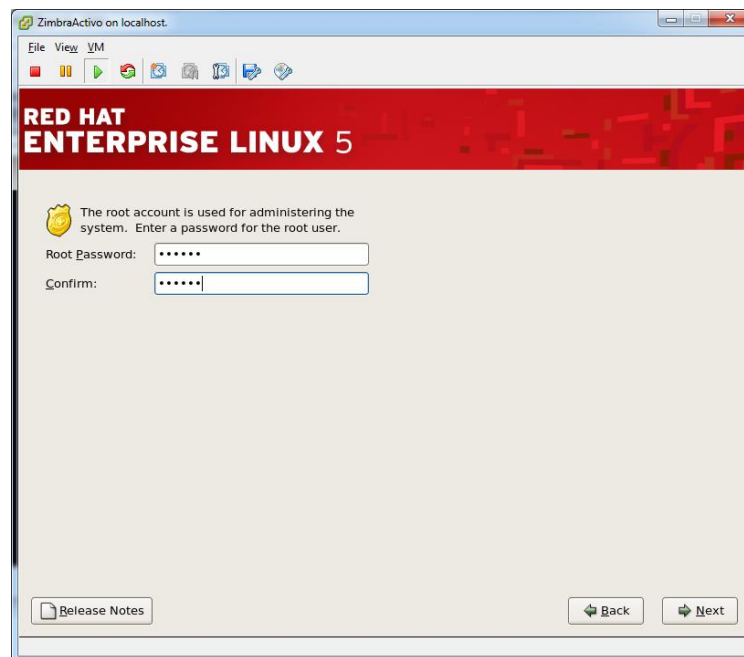 ZimbraActivo on localhost.
File View VM
RED HAT
ENTERPRISE LINUX 5
The root account is used for administering the
system. Enter a password for the root user.
Root Password: ••••••
Confirm: ••••••
Release Notes
Back
Next